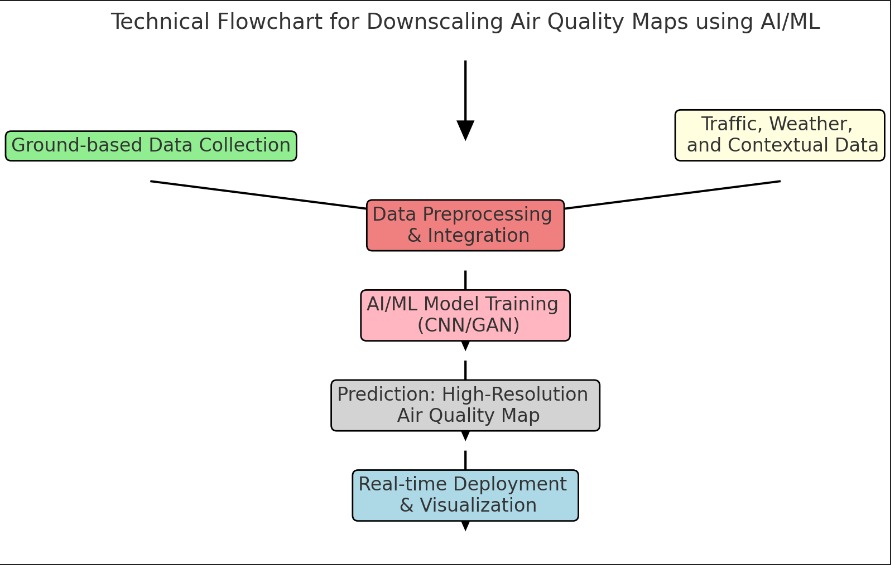 Technical Flowchart for Downscaling Air Quality Maps using AI/ML
Ground-based Data Collection
Traffic, Weather,
and Contextual Data
Data Preprocessing
& Integration
AI/ML Model Training
(CNN/GAN)
Prediction: High-Resolution
Air Quality Map
Real-time Deployment
& Visualization